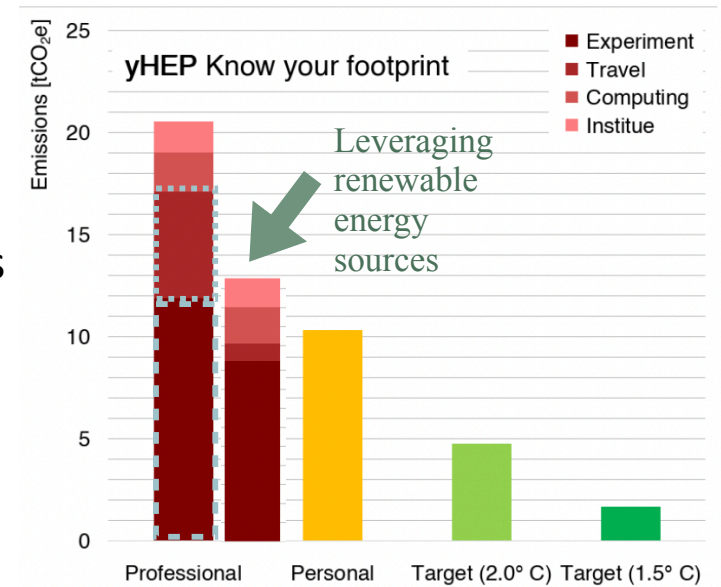 Emissions [tCO₂e]
25
20
15
10
5
0
yHEP Know your footprint
Experiment
Travel
Computing
Institue
Leveraging
renewable
energy
sources
s
Professional
Personal
Target (2.0° C)
Target (1.5° C)